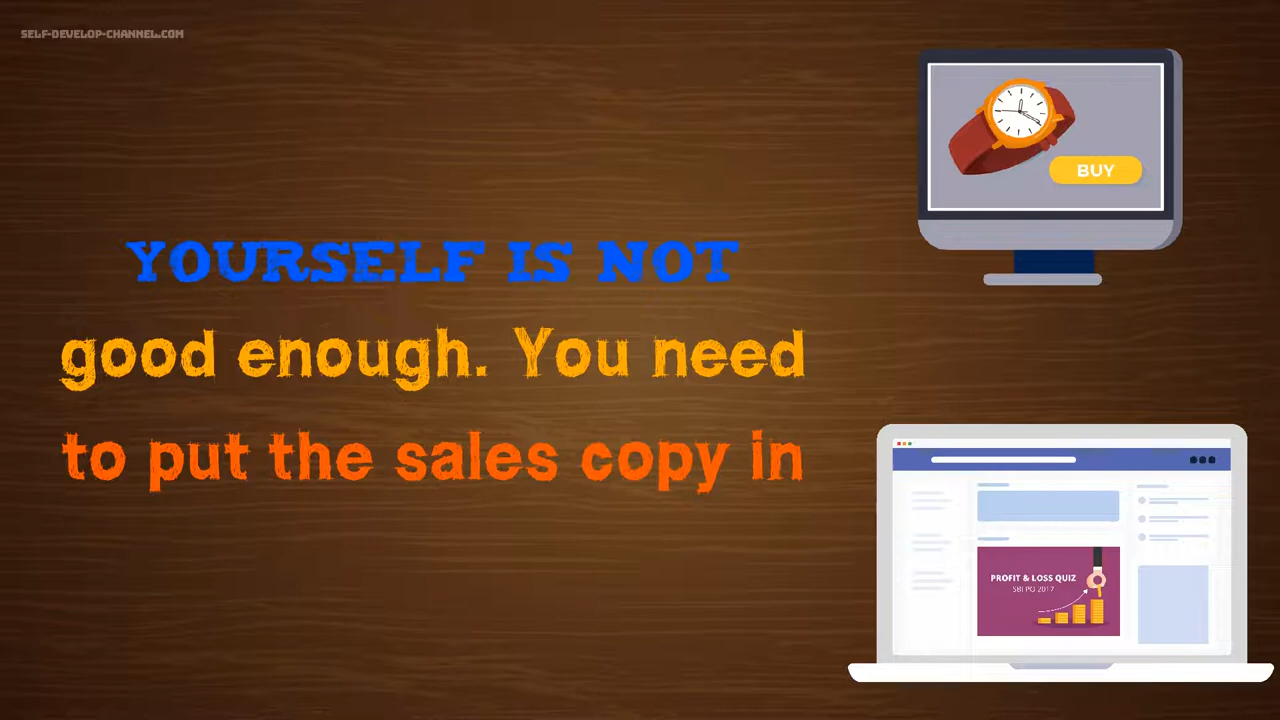 SELF-DEVELOP-CHANNEL.COM
BUY
YOURSELF IS NOT
good enough. You need
to put the sales copy in
PROFIT & LOSS QUIZ
SBI PO 2017